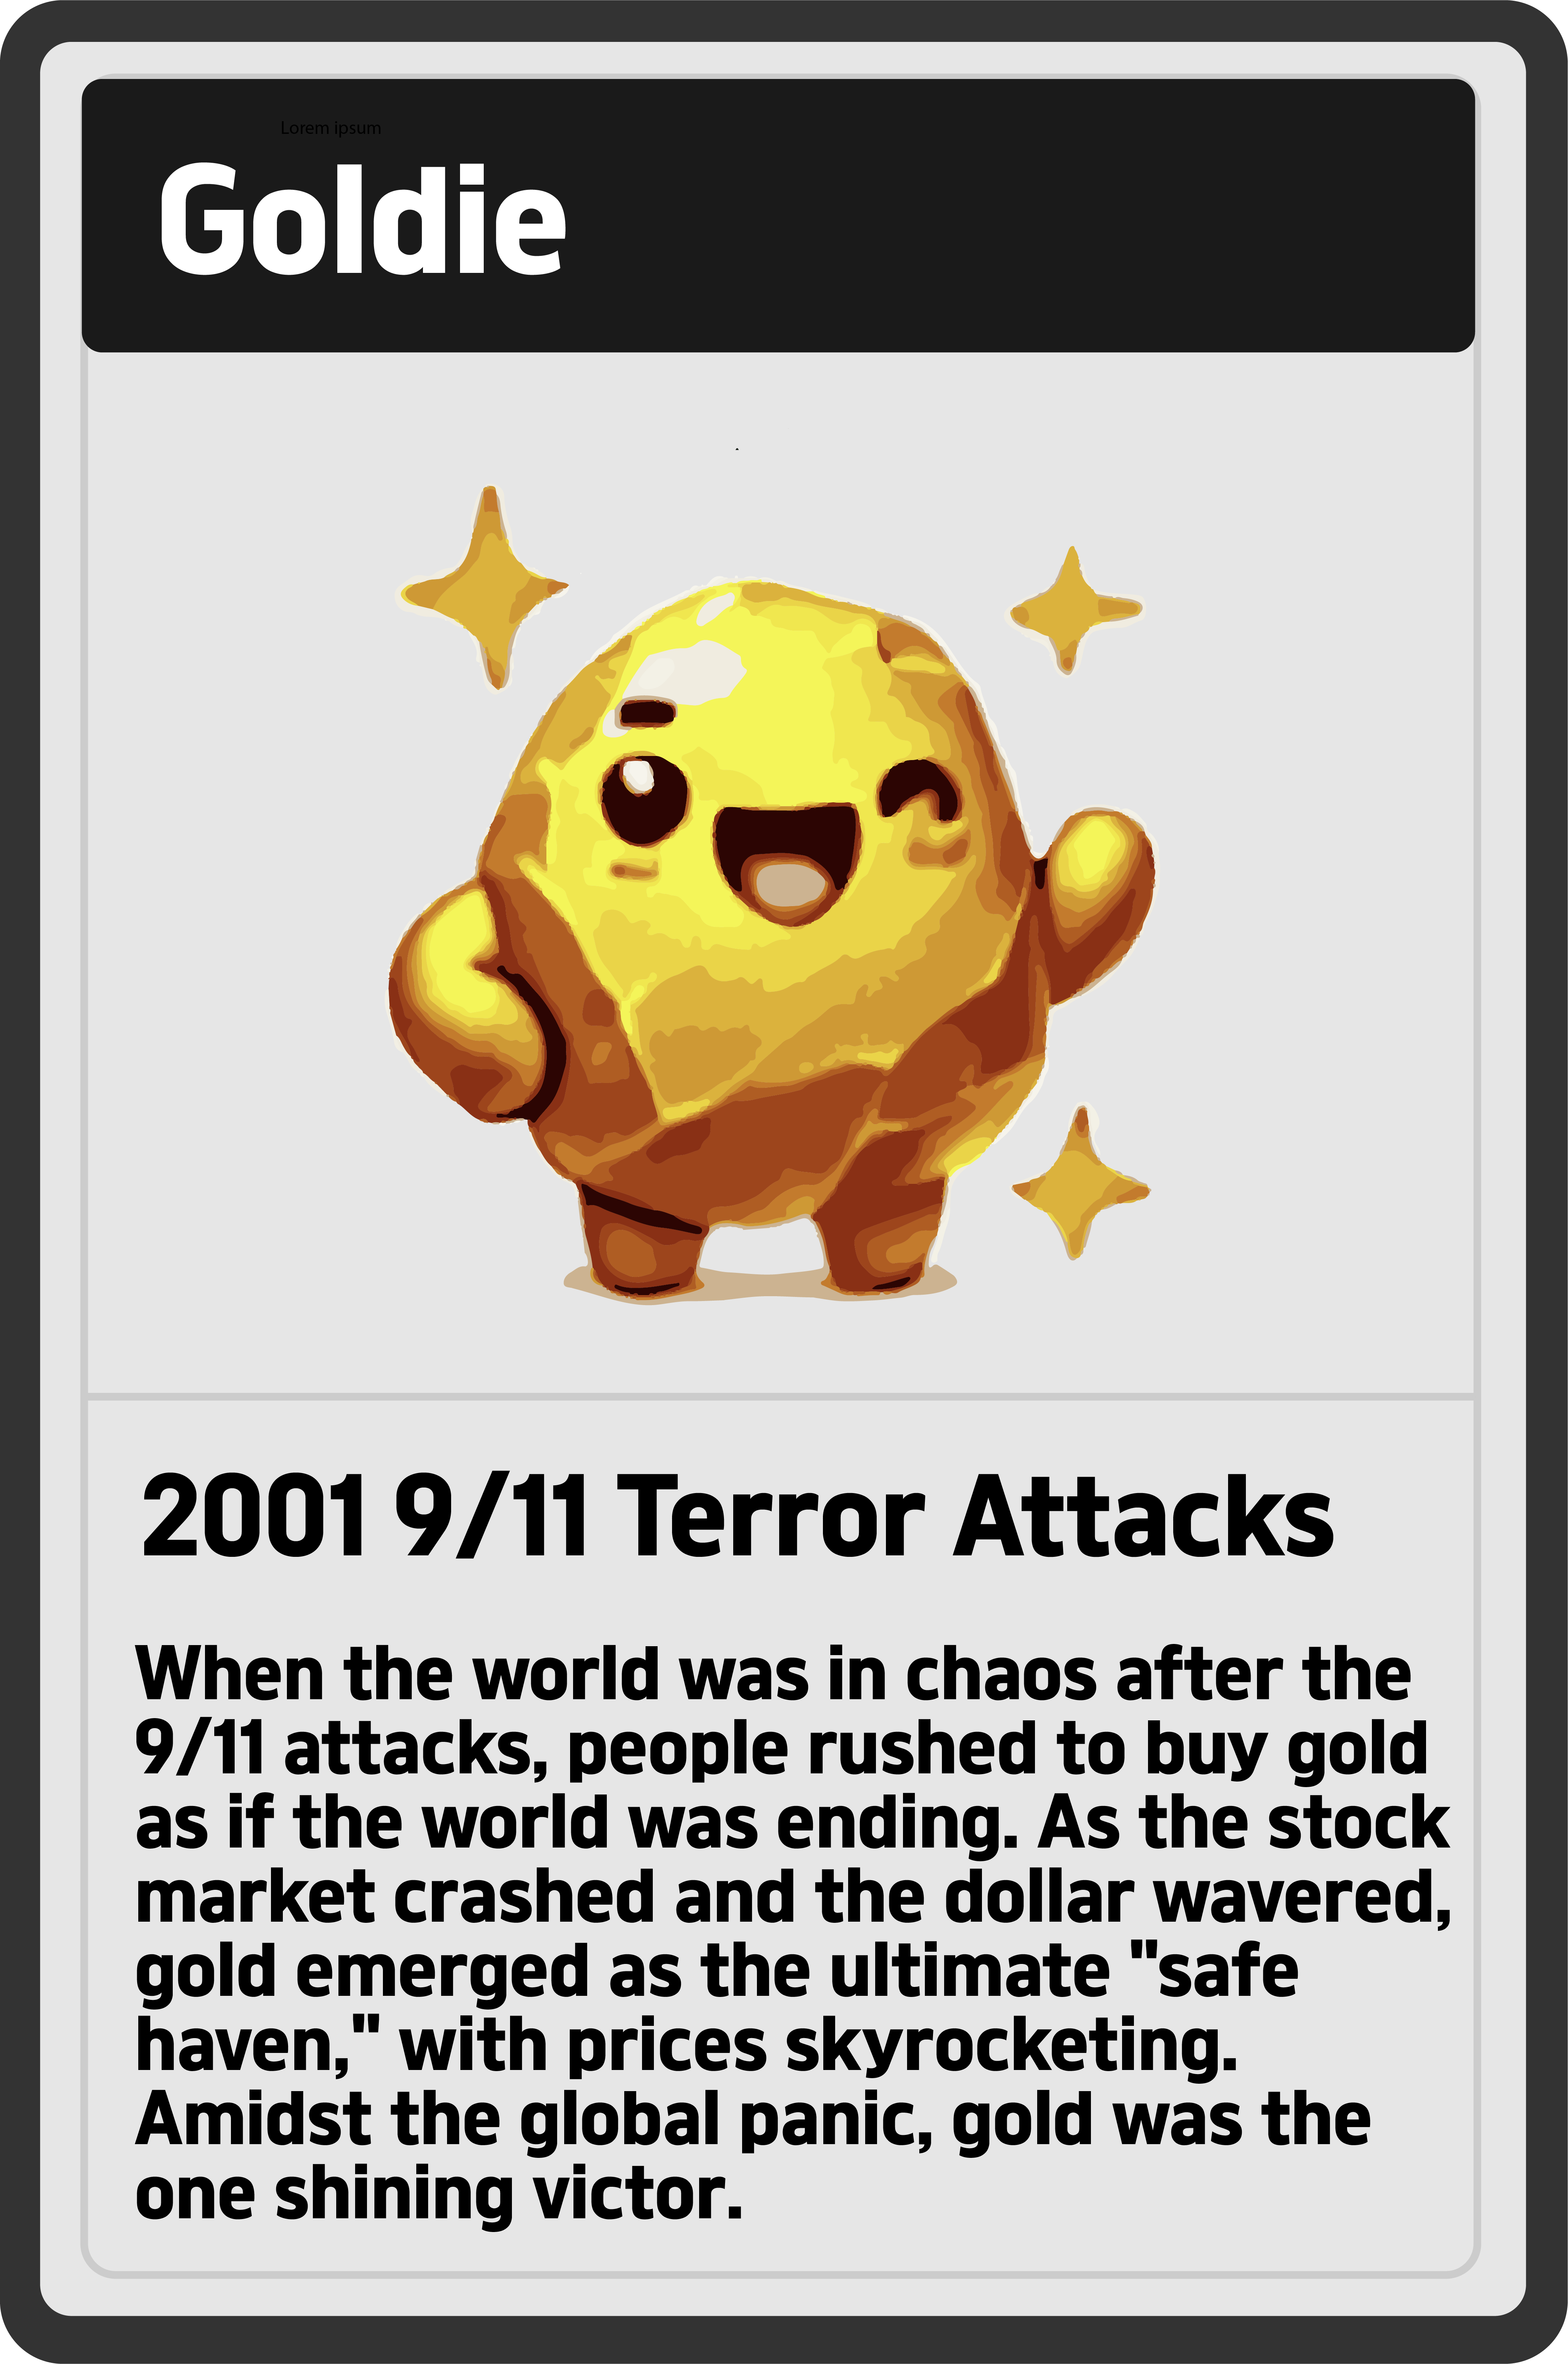 Lorem ipsum
Goldie
2001 9/11 Terror Attacks
When the world was in chaos after the
9/11 attacks, people rushed to buy gold
as if the world was ending. As the stock
market crashed and the dollar wavered,
gold emerged as the ultimate "safe
haven," with prices skyrocketing.
Amidst the global panic, gold was the
one shining victor.